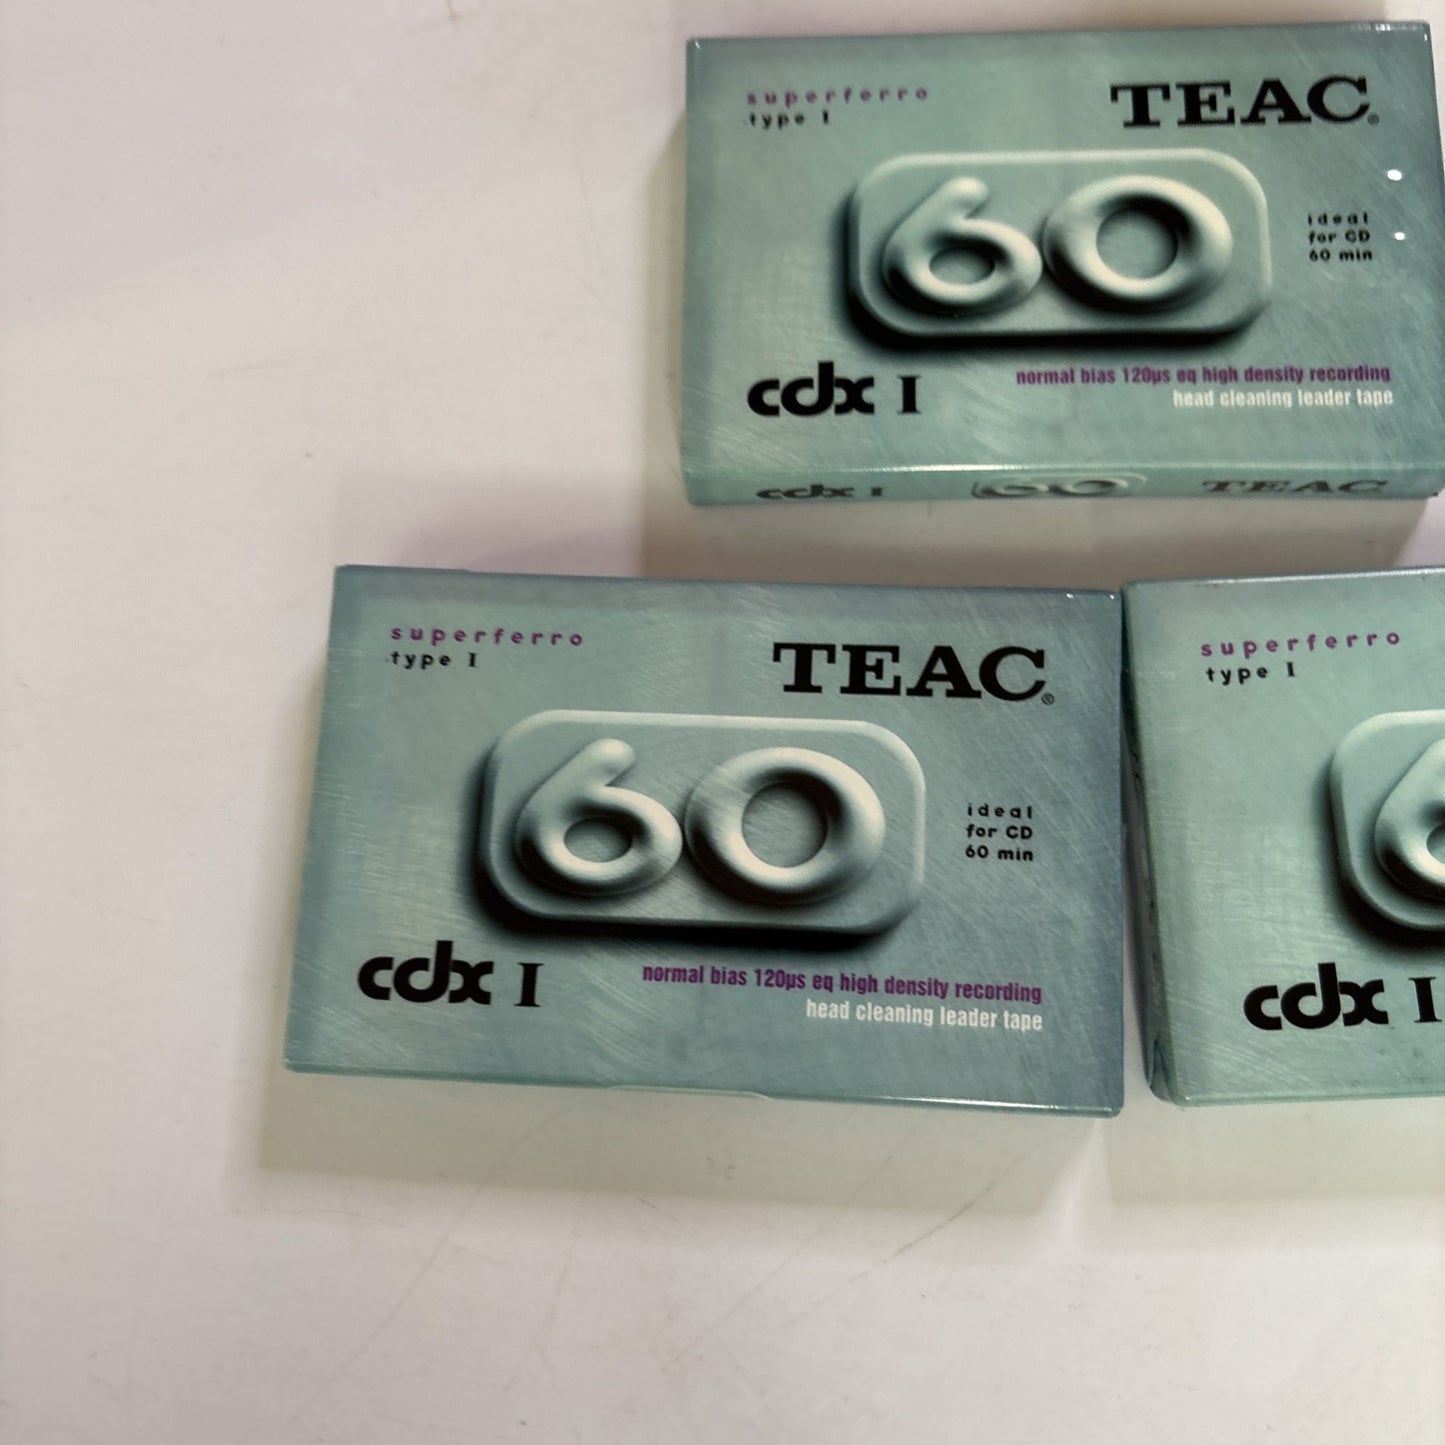 superferro
type I
TEAC®
60
ideal
for CD
60 min
cdx I
normal bias 120µs eq high density recording
head cleaning leader tape
cdx I 60 TEAC
superferro
type I
TEAC®
60
ideal
for CD
60 min
cdx I
normal bias 120µs eq high density recording
head cleaning leader tape
superferro
type I
6
cdx I